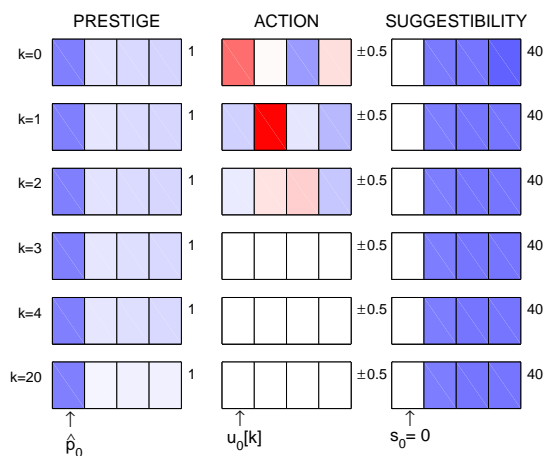 PRESTIGE ACTION SUGGESTIBILITY
k=0 1 ±0.5 40
k=1 1 ±0.5 40
k=2 1 ±0.5 40
k=3 1 ±0.5 40
k=4 1 ±0.5 40
k=20 1 ±0.5 40
↑ ↑ ↑
p̂₀ u₀[k] s₀= 0